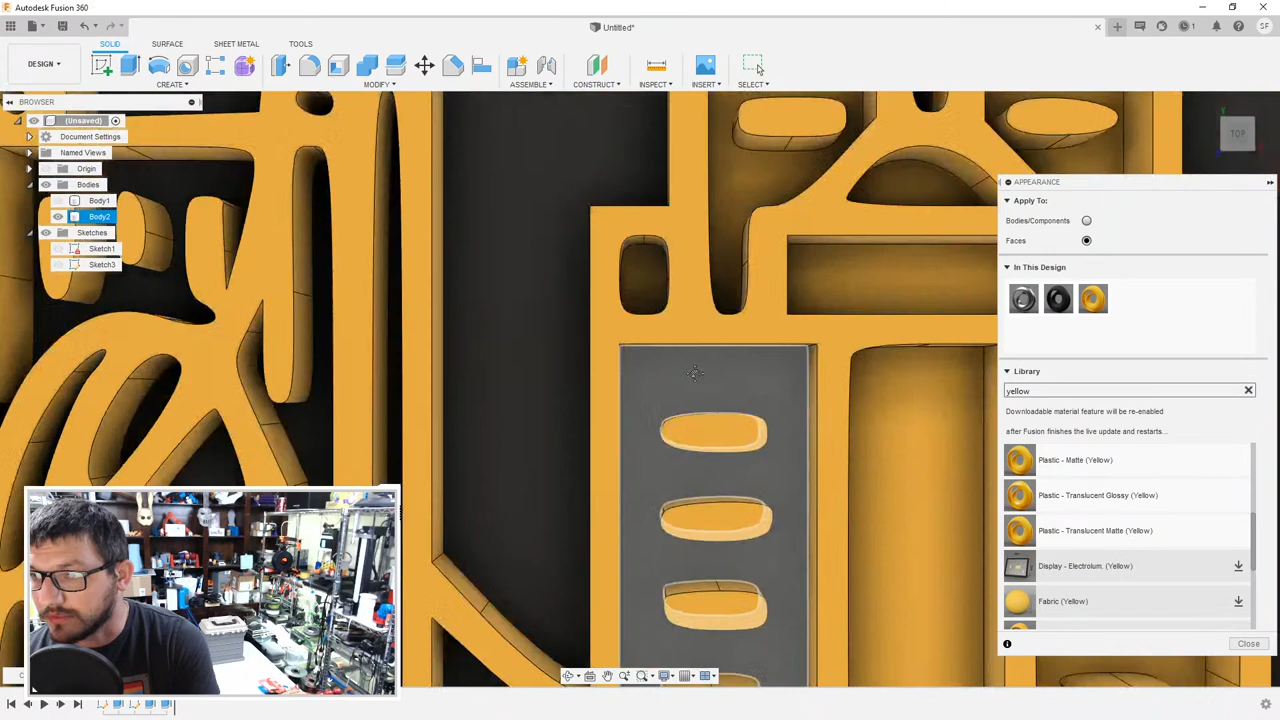 Autodesk Fusion 360
Untitled*
SF
DESIGN
SOLID
SURFACE
SHEET METAL
TOOLS
CREATE
MODIFY
ASSEMBLE
CONSTRUCT
INSPECT
INSERT
SELECT
BROWSER
(Unsaved)
Document Settings
Named Views
Origin
Bodies
Body1
Body2
Sketches
Sketch1
Sketch3
TOP
APPEARANCE
Apply To:
Bodies/Components
Faces
In This Design
Library
yellow
Downloadable material feature will be re-enabled
after Fusion finishes the live update and restarts...
Plastic - Matte (Yellow)
Plastic - Translucent Glossy (Yellow)
Plastic - Translucent Matte (Yellow)
Display - Electrolum. (Yellow)
Fabric (Yellow)
Close